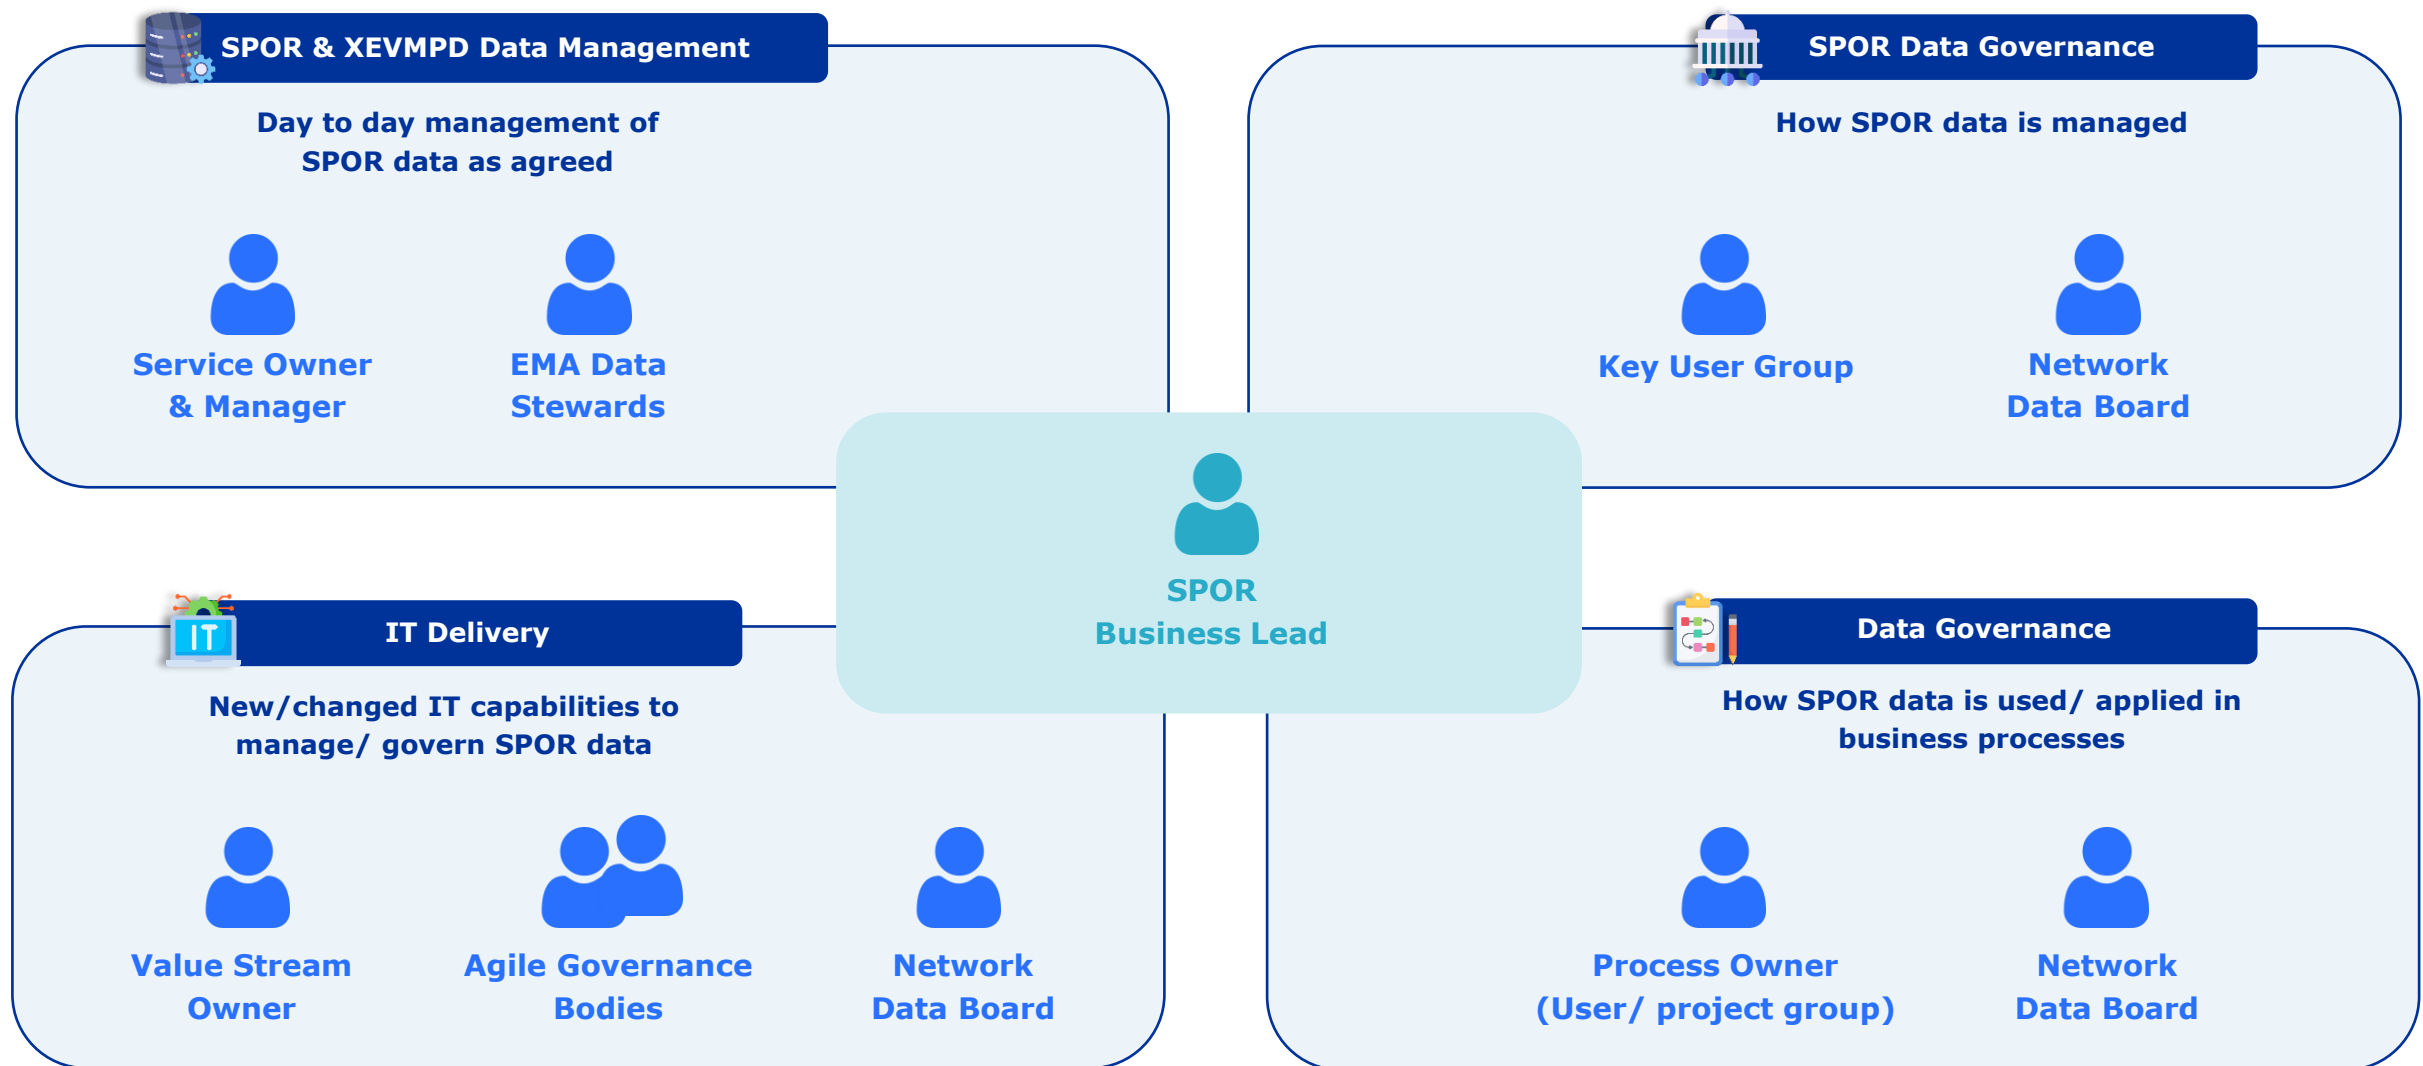 SPOR & XEVMPD Data Management
Day to day management of
SPOR data as agreed
Service Owner
& Manager
EMA Data
Stewards
SPOR Data Governance
How SPOR data is managed
Key User Group
Network
Data Board
SPOR
Business Lead
IT
IT Delivery
New/changed IT capabilities to
manage/ govern SPOR data
Value Stream
Owner
Agile Governance
Bodies
Network
Data Board
Data Governance
How SPOR data is used/ applied in
business processes
Process Owner
(User/ project group)
Network
Data Board